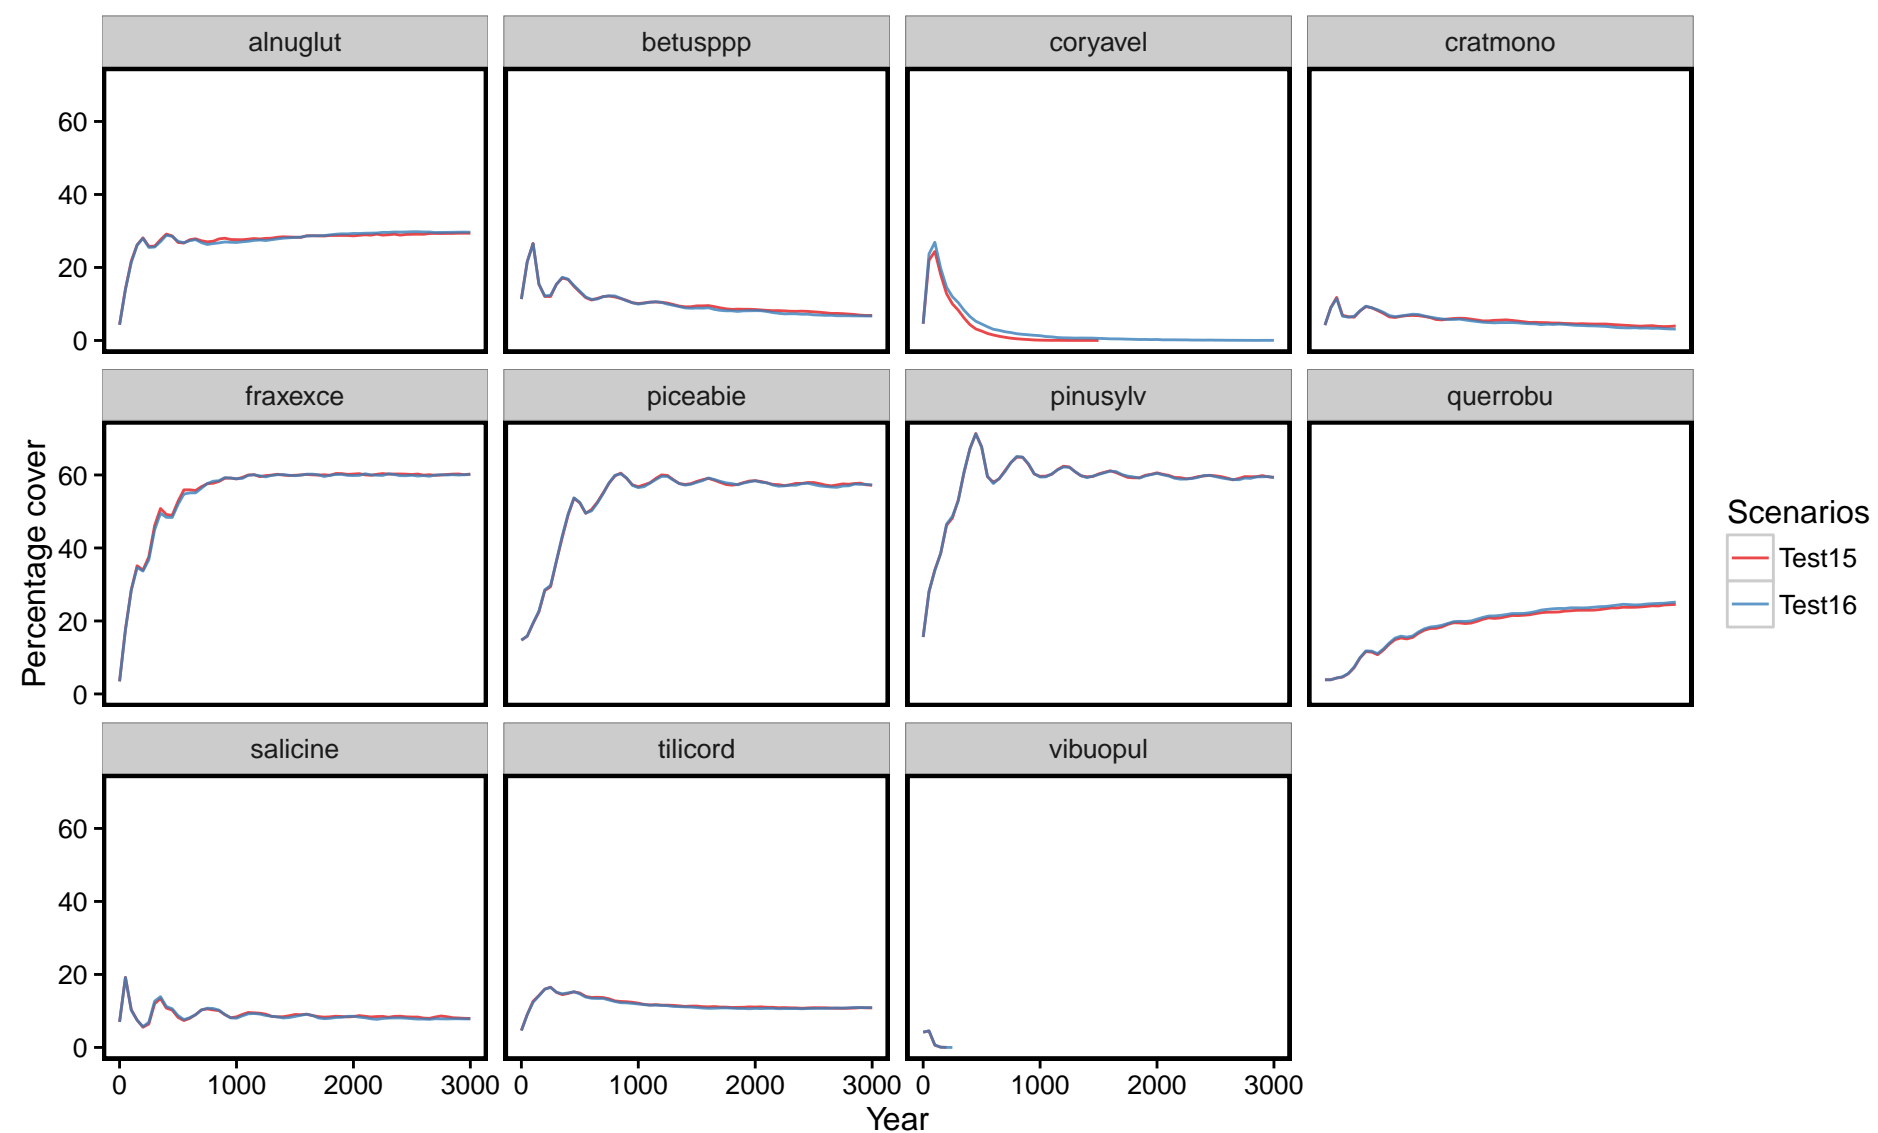 alnuglut betusppp coryavel cratmono
60
40
20
0
fraxexce piceabie pinusylv querrobu
60
40
20
0
salicine tilicord vibuopul
60
40
20
0
0 1000 2000 3000 0 1000 2000 3000 0 1000 2000 3000
Year
Percentage cover
Scenarios
Test15
Test16